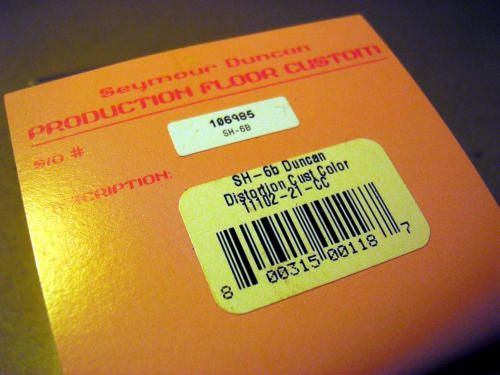 Seymour Duncan
PRODUCTION FLOOR CUSTOM
S/O #
106985
SH-6B
DESCRIPTION:
SH-6b Duncan
Distortion Cust Color
11102-21-CC
8 00315 00118 7